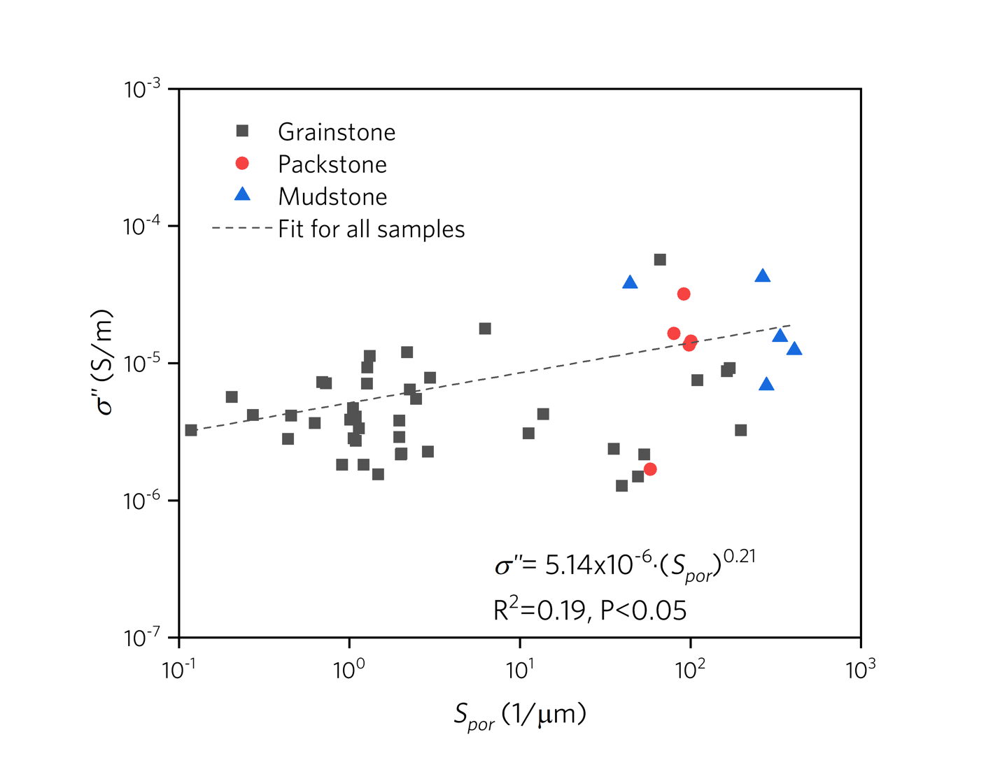 10-3
Grainstone
Packstone
Mudstone
Fit for all samples
10-4
10-5
10-6
10-7
σ'' (S/m)
σ''= 5.14x10-6·(Spor)0.21
R2=0.19, P<0.05
10-1 100 101 102 103
Spor (1/μm)